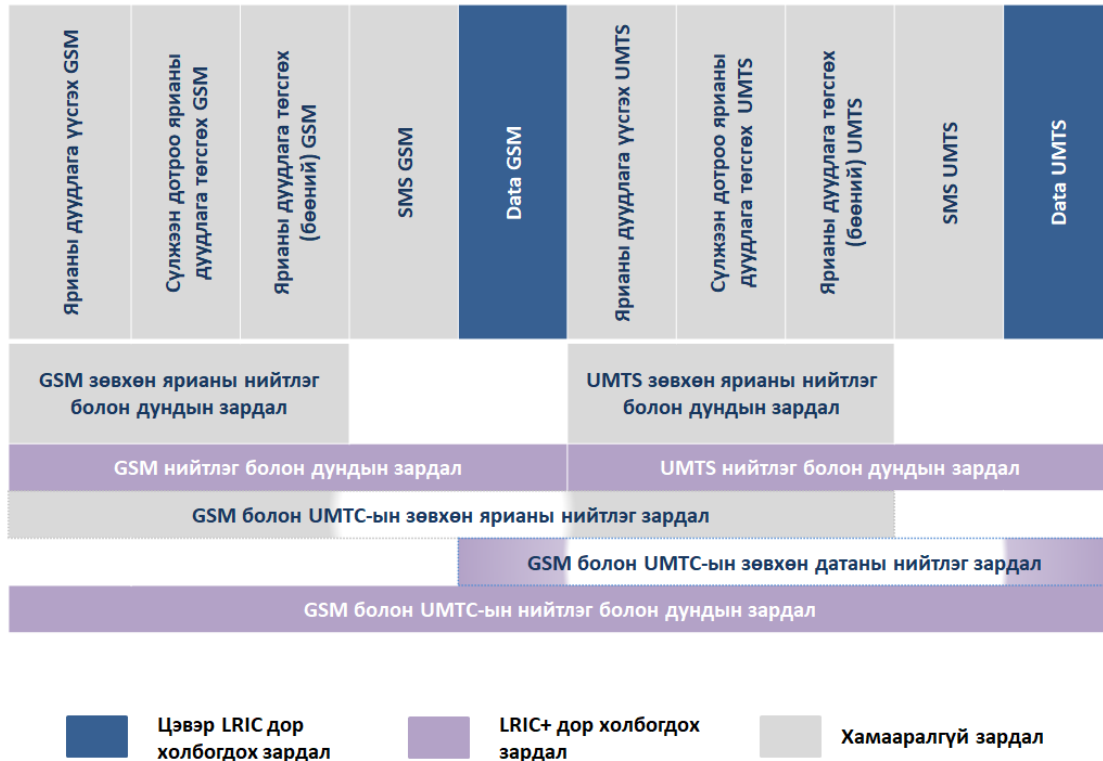 Ярианы дуудлага үүсгэх GSM
Сүлжээн дотроо ярианы
дуудлага төгсгөх GSM
Ярианы дуудлага төгсгөх
(бөөний) GSM
SMS GSM
Data GSM
Ярианы дуудлага үүсгэх UMTS
Сүлжээн дотроо ярианы
дуудлага төгсгөх UMTS
Ярианы дуудлага төгсгөх
(бөөний) UMTS
SMS UMTS
Data UMTS
GSM зөвхөн ярианы нийтлэг
болон дундын зардал
UMTS зөвхөн ярианы нийтлэг
болон дундын зардал
GSM нийтлэг болон дундын зардал
UMTS нийтлэг болон дундын зардал
GSM болон UMTC-ын зөвхөн ярианы нийтлэг зардал
GSM болон UMTC-ын зөвхөн датаны нийтлэг зардал
GSM болон UMTC-ын нийтлэг болон дундын зардал
Цэвэр LRIC дор
холбогдох зардал
LRIC+ дор холбогдох
зардал
Хамааралгүй зардал